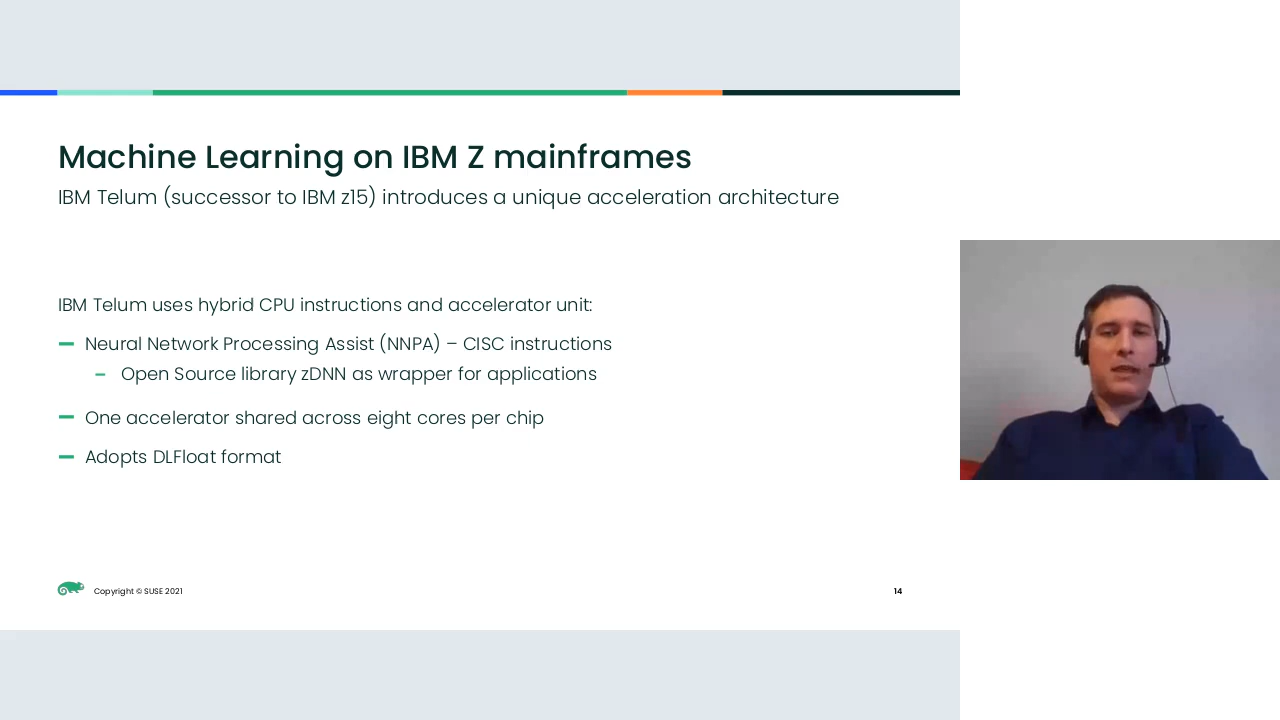 Machine Learning on IBM Z mainframes
IBM Telum (successor to IBM z15) introduces a unique acceleration architecture
IBM Telum uses hybrid CPU instructions and accelerator unit:
Neural Network Processing Assist (NNPA) – CISC instructions
– Open Source library zDNN as wrapper for applications
One accelerator shared across eight cores per chip
Adopts DLFloat format
Copyright © SUSE 2021
14